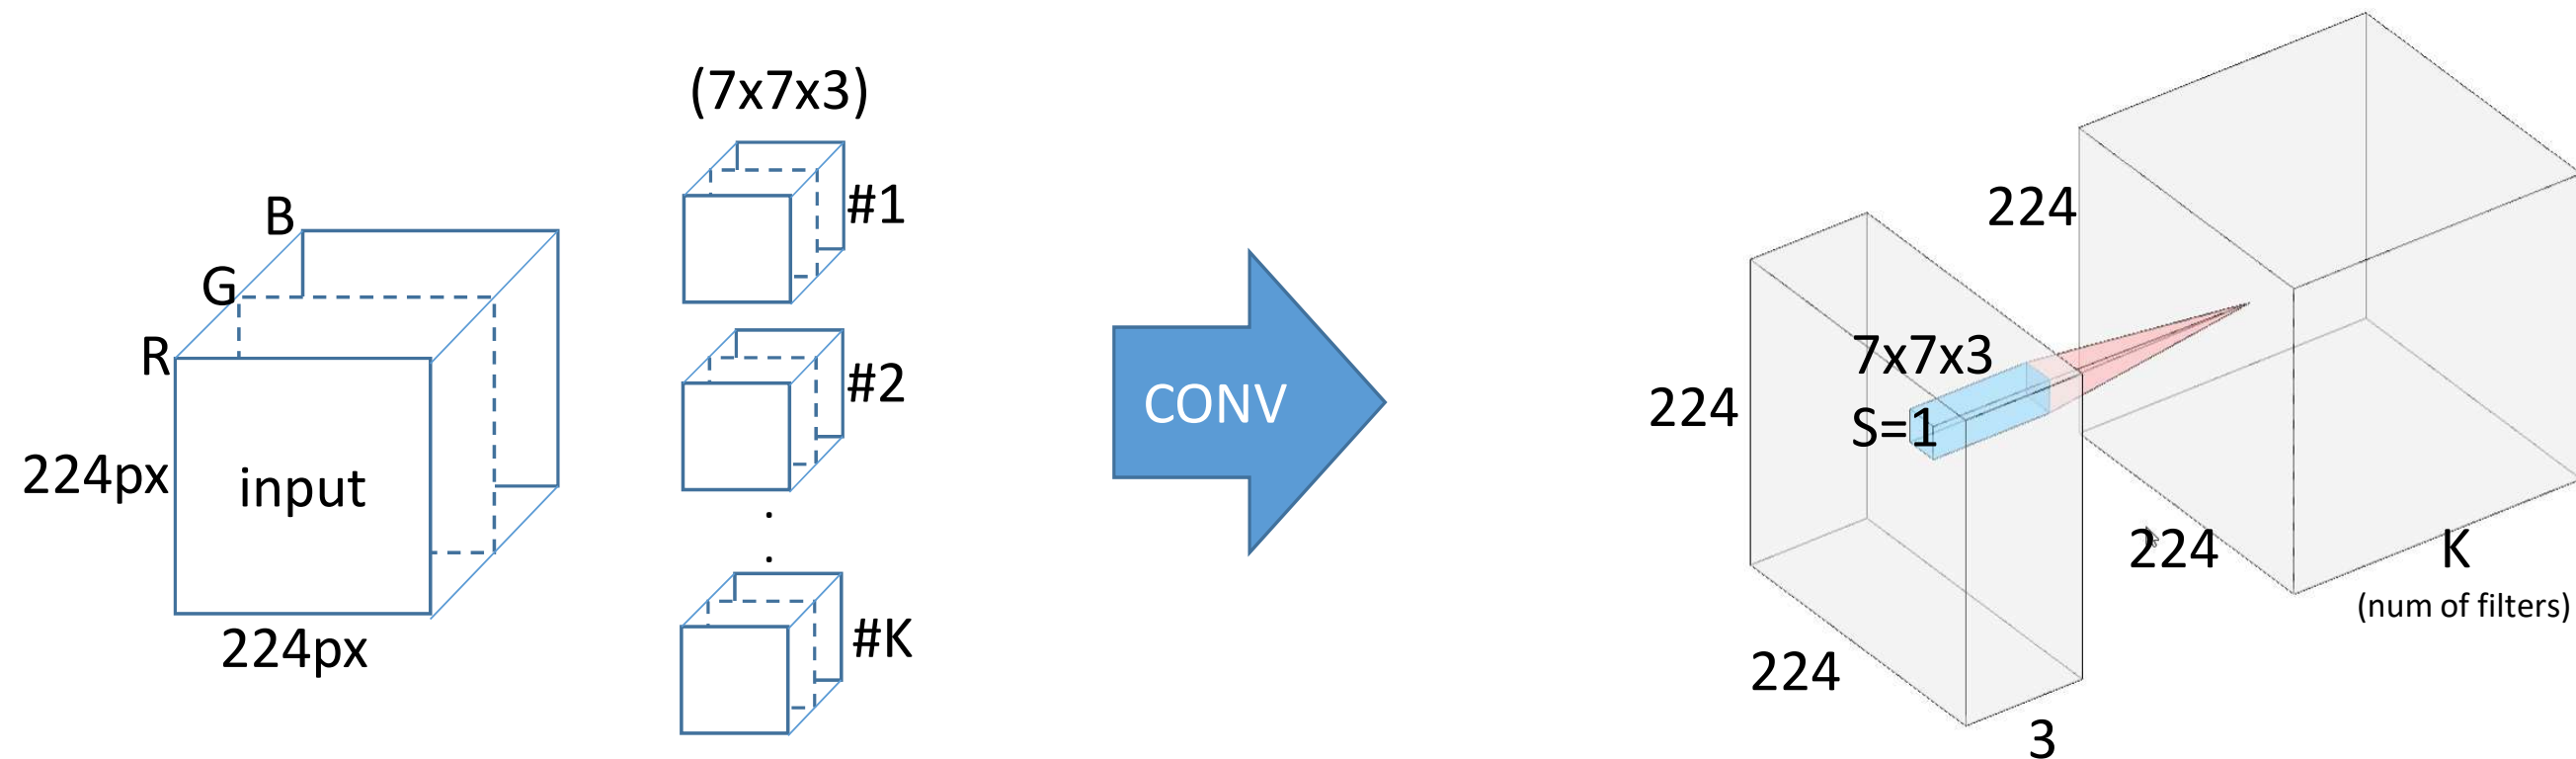 (7x7x3)
B
G
R
input
224px
224px
#1
#2
.
.
#K
CONV
224
7x7x3
S=1
224
3
224
224
K
(num of filters)